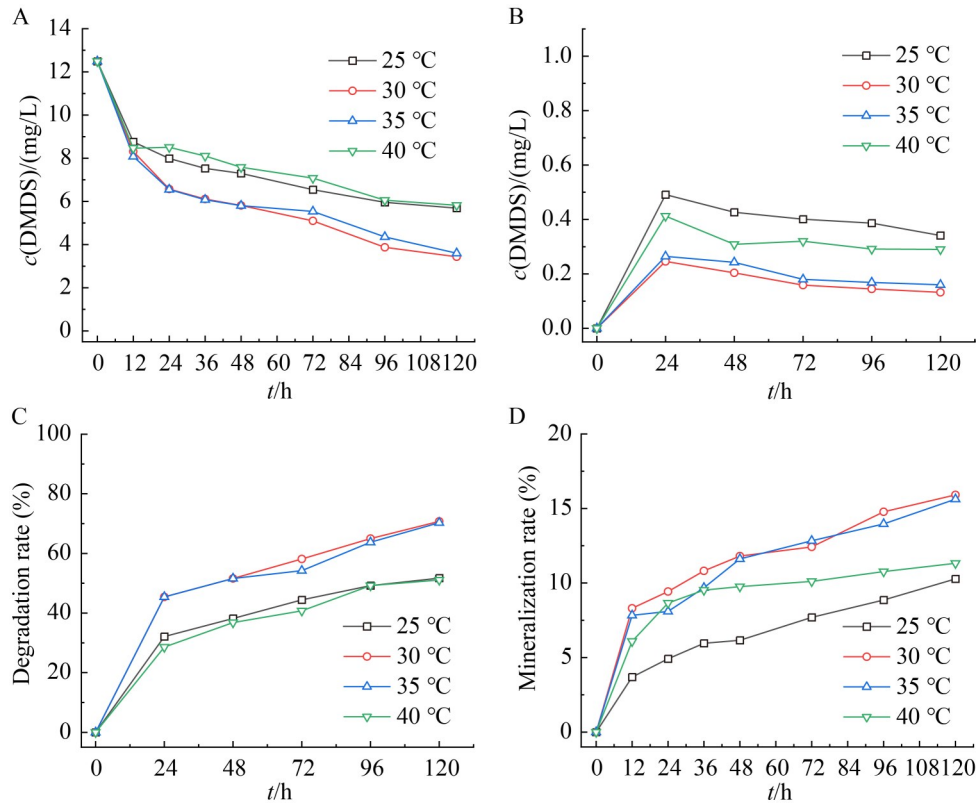 A
c(DMDS)/(mg/L)
14
12
10
8
6
4
2
0
25 ℃
30 ℃
35 ℃
40 ℃
0 12 24 36 48 60 72 84 96 108 120
t/h
B
c(DMDS)/(mg/L)
1.0
0.8
0.6
0.4
0.2
0.0
25 ℃
30 ℃
35 ℃
40 ℃
0 24 48 72 96 120
t/h
C
Degradation rate (%)
100
80
60
40
20
0
25 ℃
30 ℃
35 ℃
40 ℃
0 24 48 72 96 120
t/h
D
Mineralization rate (%)
20
15
10
5
0
25 ℃
30 ℃
35 ℃
40 ℃
0 12 24 36 48 60 72 84 96 108 120
t/h